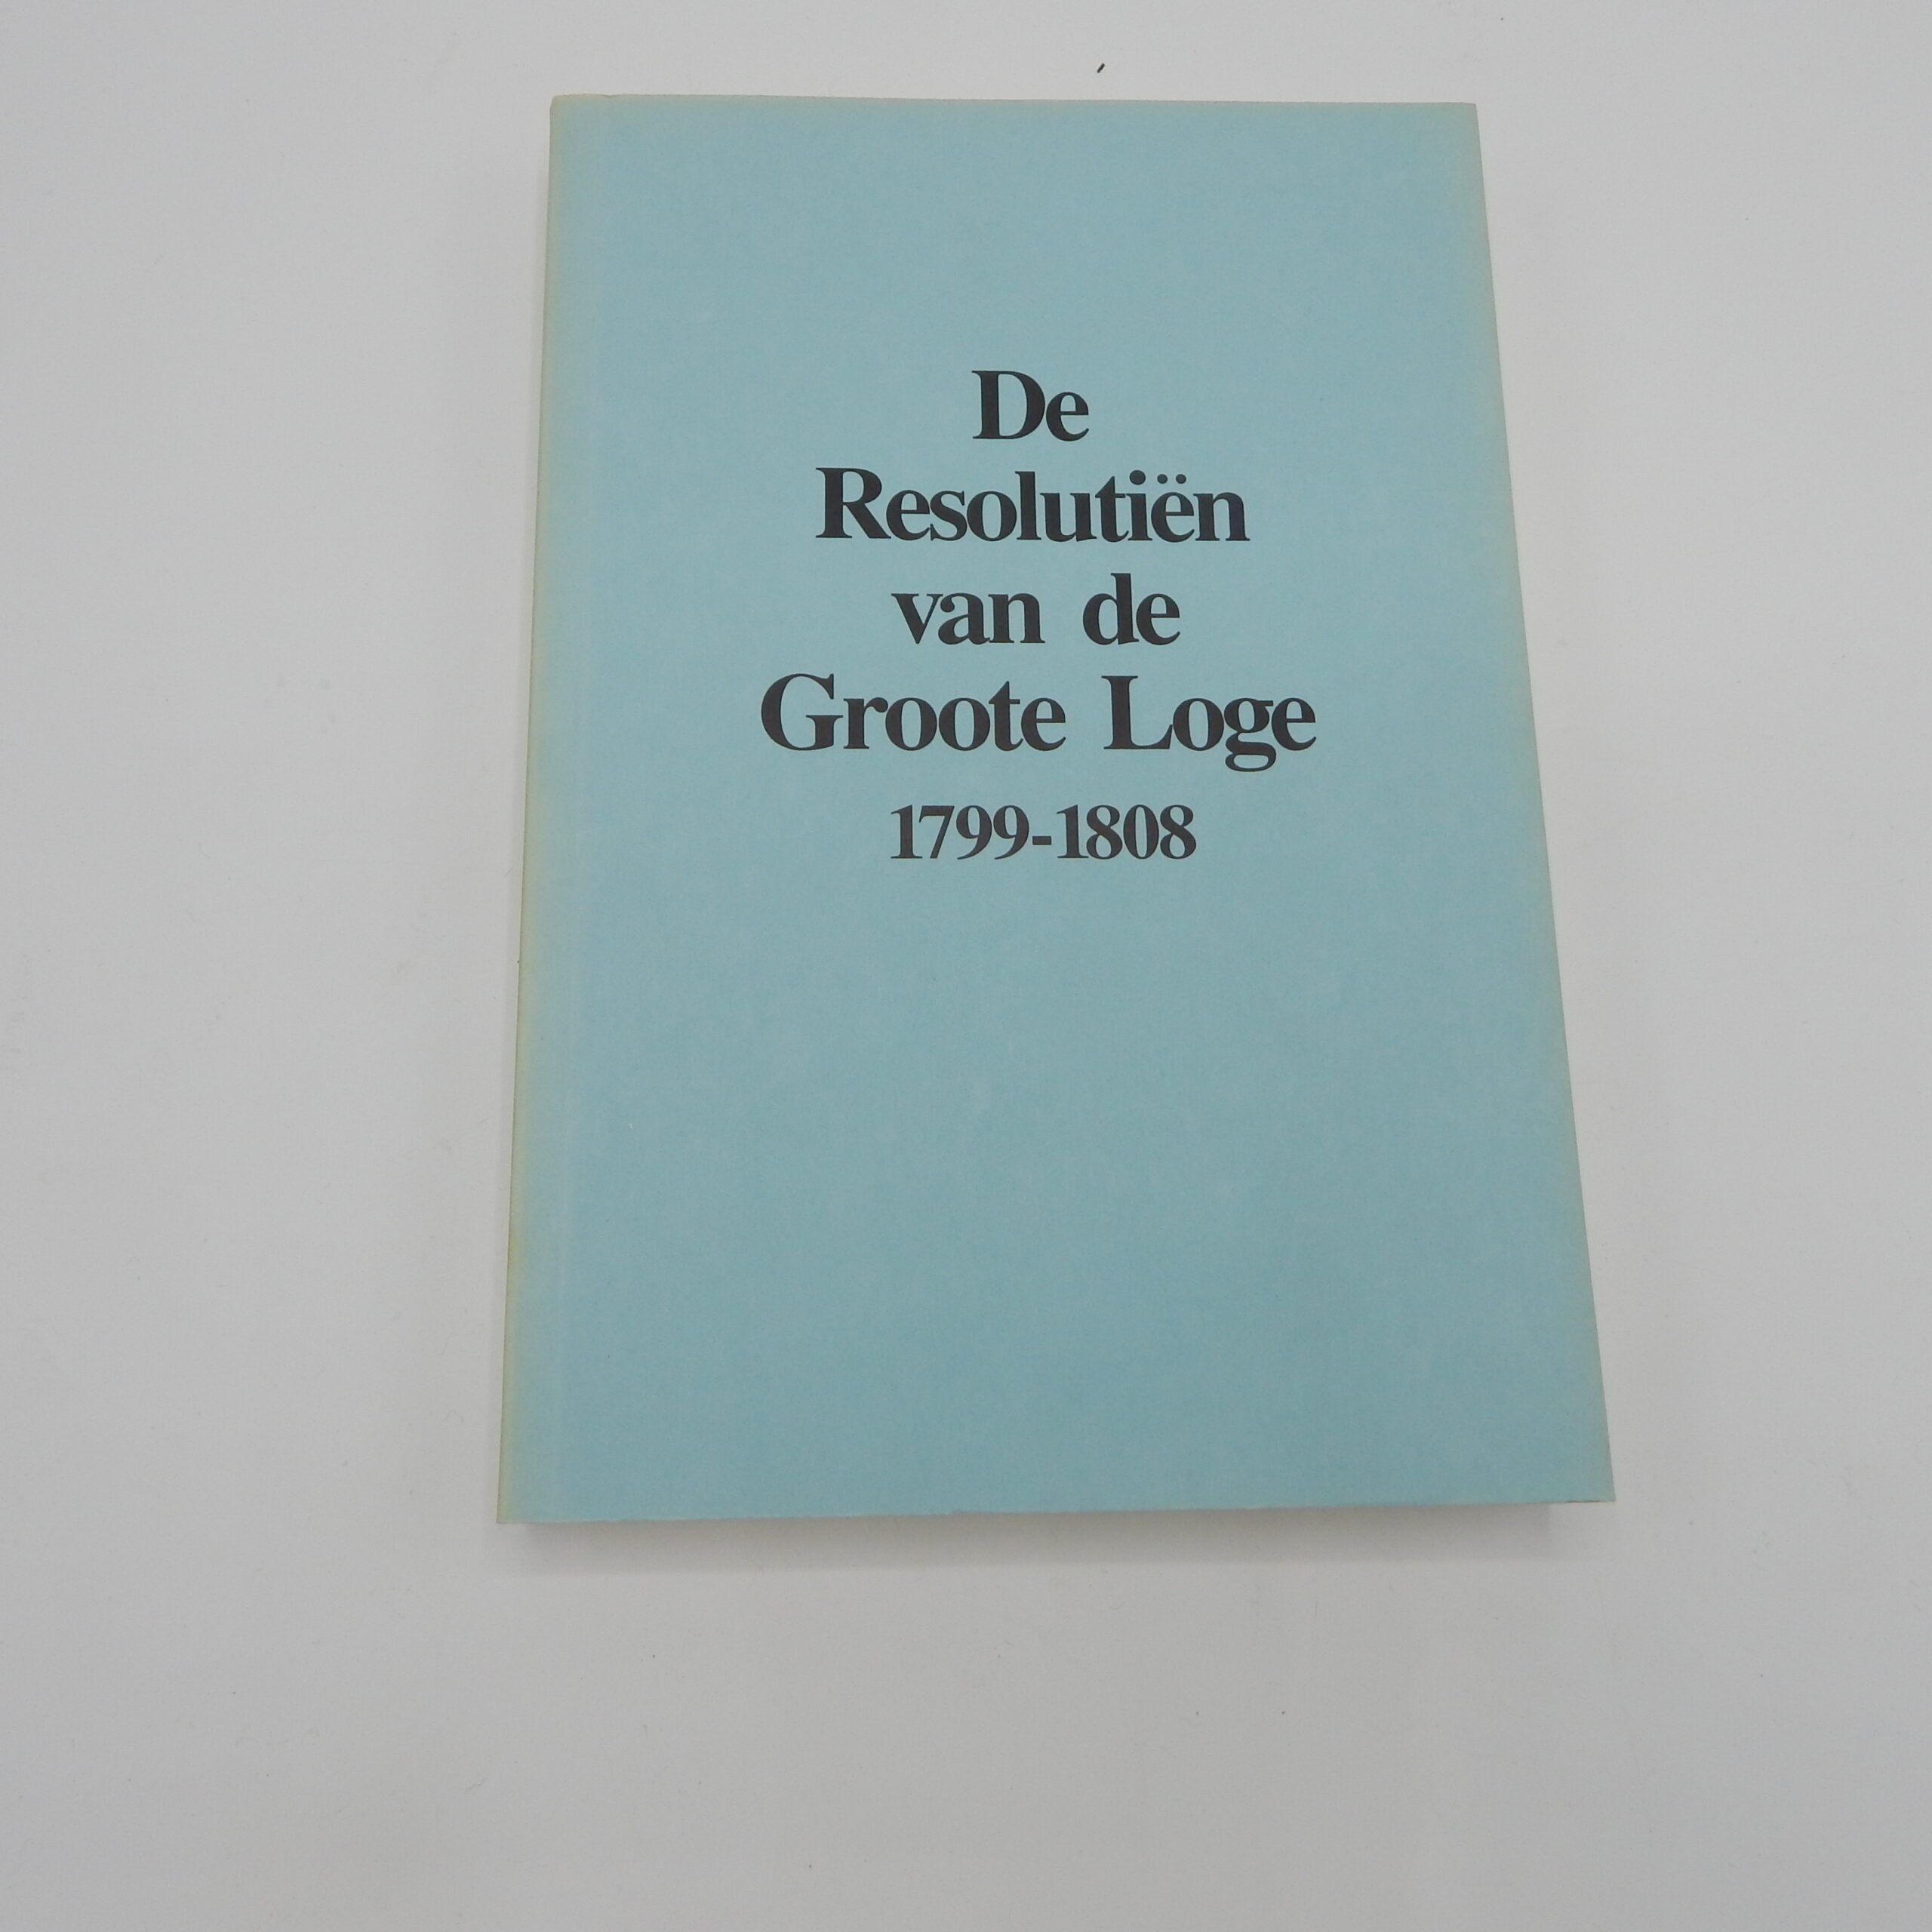 De
Resolutiën
van de
Groote Loge
1799-1808